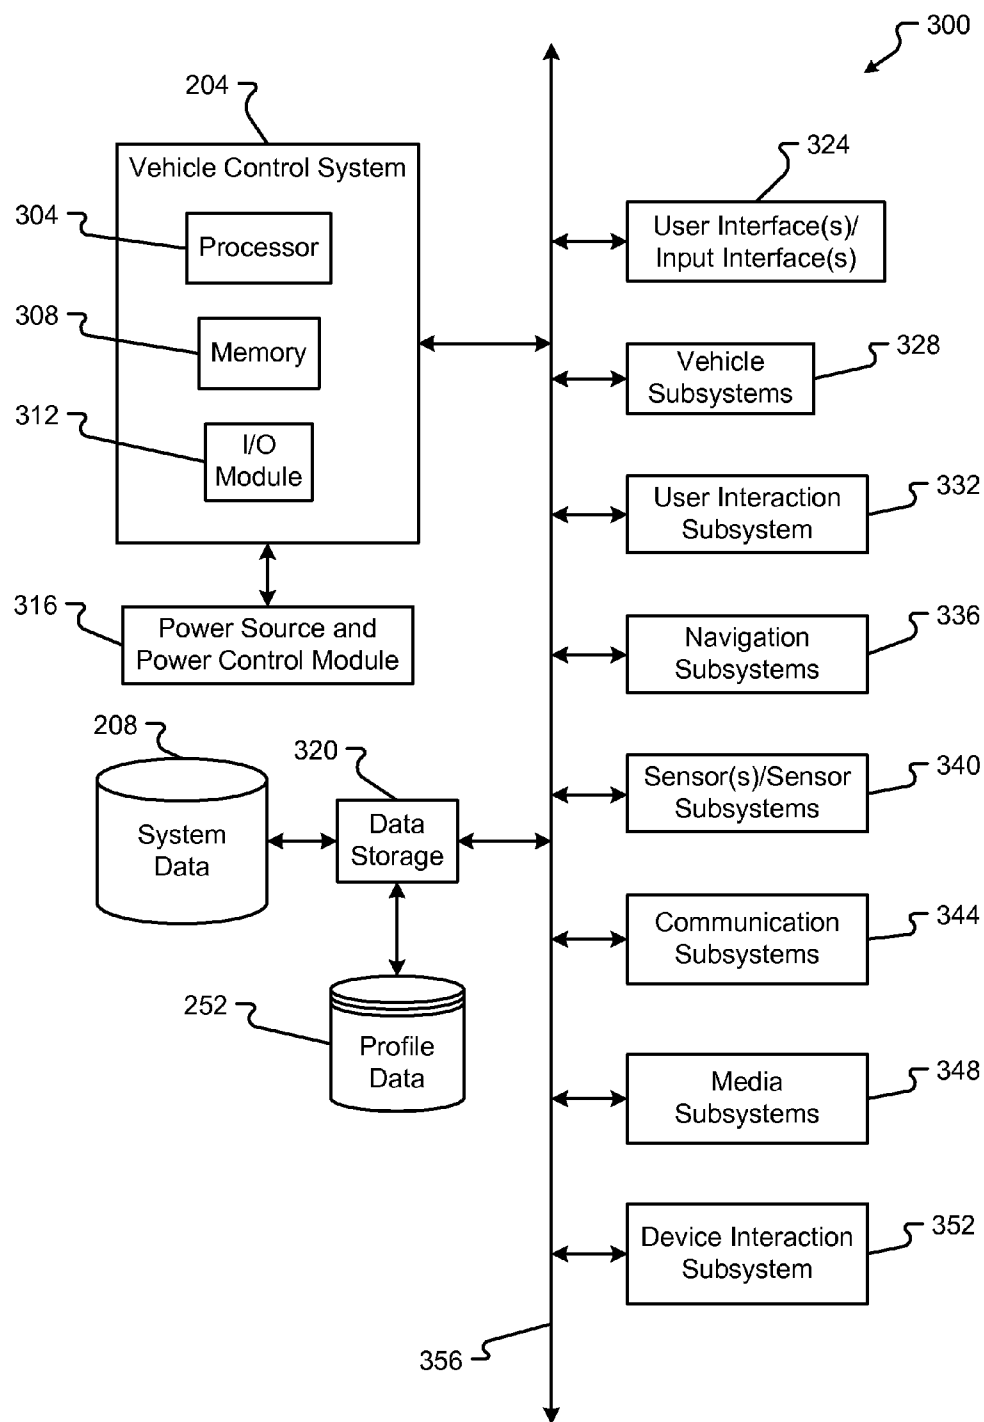 300
204
Vehicle Control System
304
Processor
308
Memory
312
I/O
Module
316
Power Source and
Power Control Module
208
System
Data
320
Data
Storage
252
Profile
Data
324
User Interface(s)/
Input Interface(s)
328
Vehicle
Subsystems
332
User Interaction
Subsystem
336
Navigation
Subsystems
340
Sensor(s)/Sensor
Subsystems
344
Communication
Subsystems
348
Media
Subsystems
352
Device Interaction
Subsystem
356